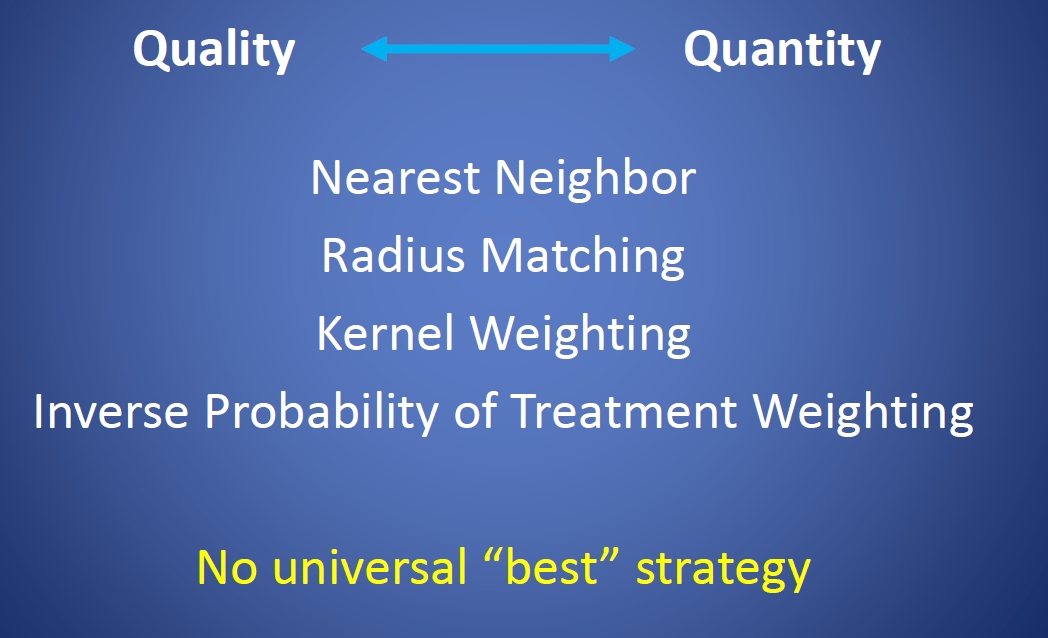 Quality Quantity
Nearest Neighbor
Radius Matching
Kernel Weighting
Inverse Probability of Treatment Weighting
No universal “best” strategy